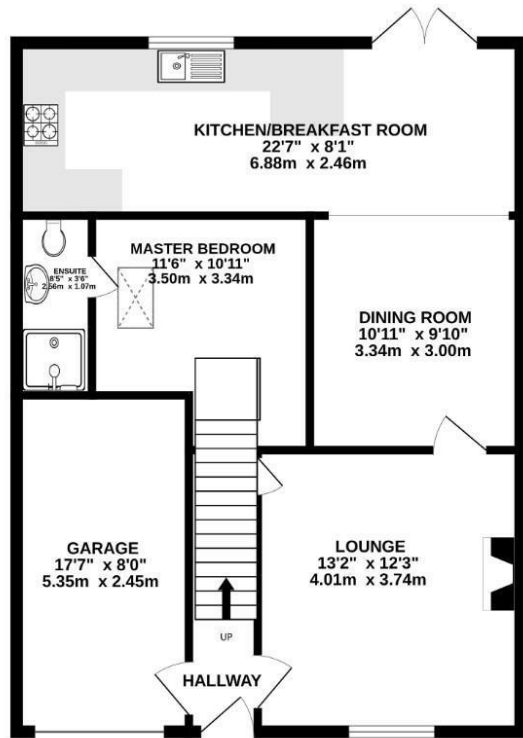 KITCHEN/BREAKFAST ROOM
22'7" x 8'1"
6.88m x 2.46m
MASTER BEDROOM
11'6" x 10'11"
3.50m x 3.34m
ENSUITE
8'5" x 3'6"
2.56m x 1.07m
DINING ROOM
10'11" x 9'10"
3.34m x 3.00m
GARAGE
17'7" x 8'0"
5.35m x 2.45m
LOUNGE
13'2" x 12'3"
4.01m x 3.74m
UP
HALLWAY